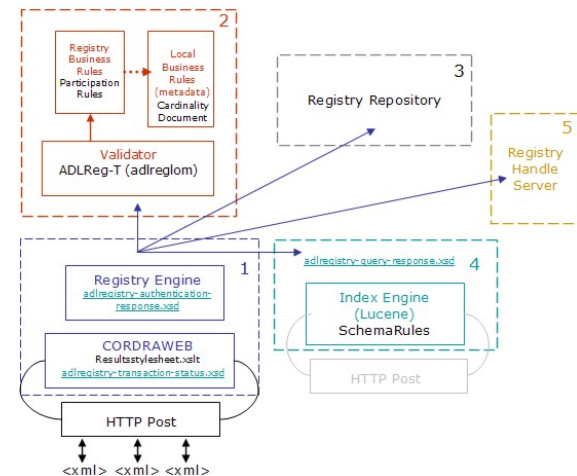 2
Registry
Business
Rules
Participation
Rules
Local
Business
Rules
(metadata)
Cardinality
Document
Validator
ADLReg-T (adlreglom)
3
Registry Repository
5
Registry
Handle
Server
1
Registry Engine
adlregistry-authentication-
response.xsd
CORDRAWEB
Resultsstylesheet.xslt
adlregistry-transaction-status.xsd
HTTP Post
<xml> <xml> <xml>
adlregistry-query-response.xsd
4
Index Engine
(Lucene)
SchemaRules
HTTP Post